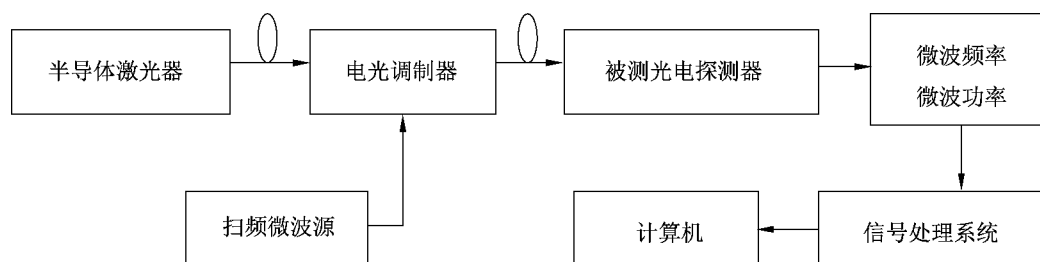 半导体激光器
电光调制器
被测光电探测器
微波频率
微波功率
扫频微波源
计算机
信号处理系统